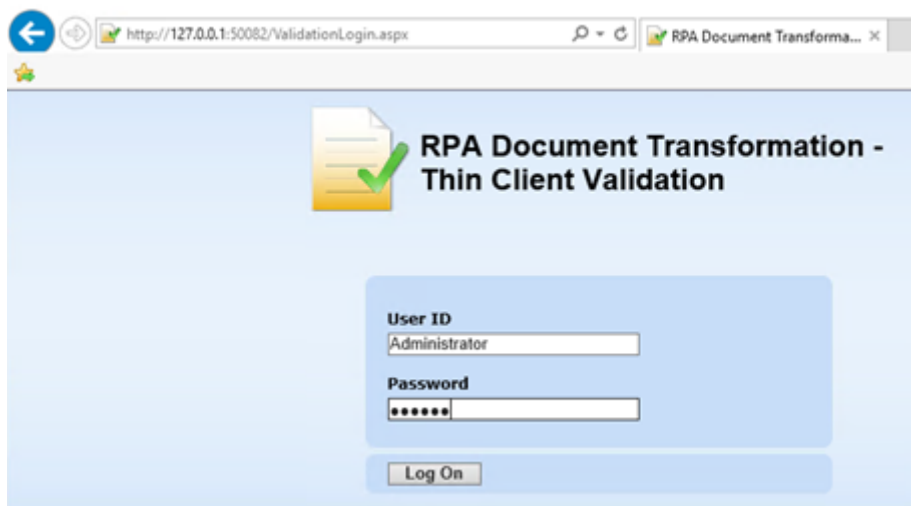 http://127.0.0.1:50082/ValidationLogin.aspx
RPA Document Transforma...
RPA Document Transformation -
Thin Client Validation
User ID
Administrator
Password
••••••
Log On